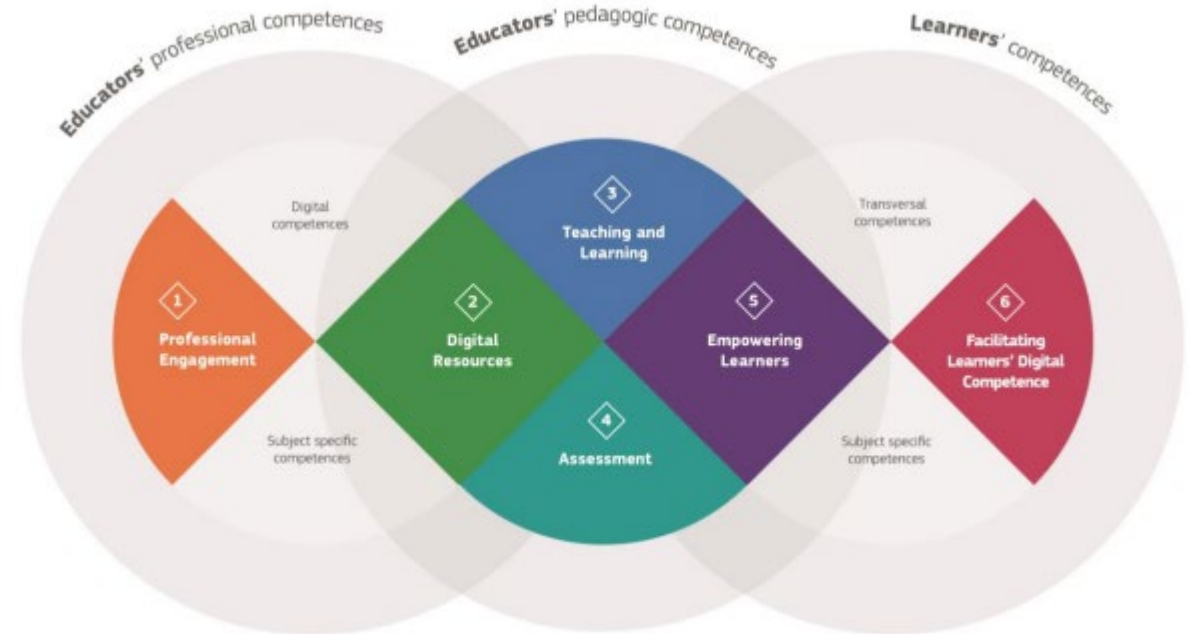 Educators' professional competences
Educators' pedagogic competences
Learners' competences
Digital
competences
Transversal
competences
3
Teaching and
Learning
1
Professional
Engagement
2
Digital
Resources
5
Empowering
Learners
6
Facilitating
Learners' Digital
Competence
4
Assessment
Subject specific
competences
Subject specific
competences